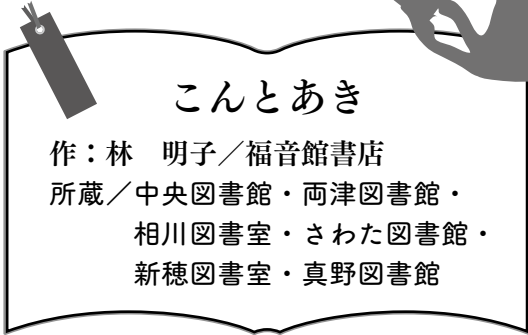 こんとあき
作：林　明子／福音館書店
所蔵／中央図書館・両津図書館・
相川図書室・さわた図書館・
新穂図書室・真野図書館